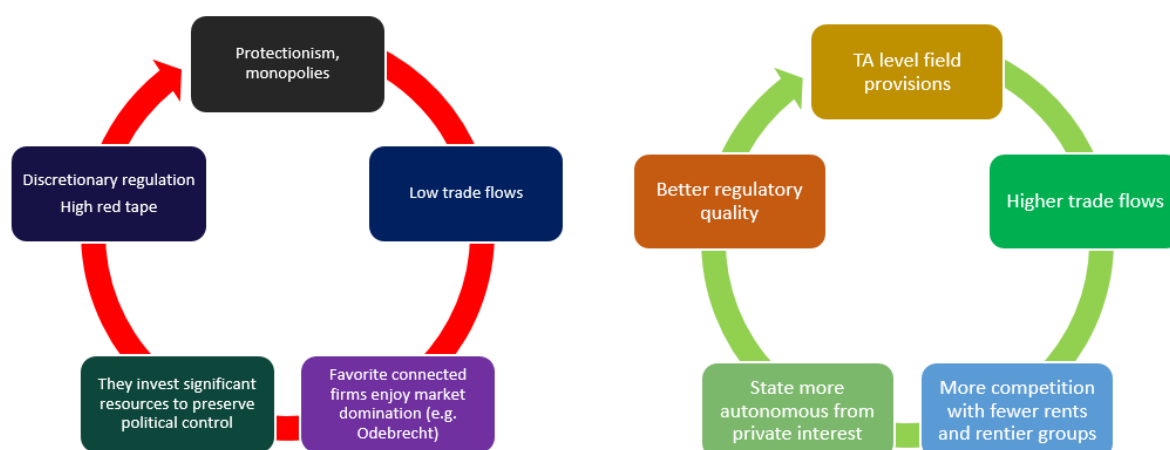 Protectionism,
monopolies
Low trade flows
Favorite connected
firms enjoy market
domination (e.g.
Odebrecht)
They invest significant
resources to preserve
political control
Discretionary regulation
High red tape
TA level field
provisions
Higher trade flows
More competition
with fewer rents
and rentier groups
State more
autonomous from
private interest
Better regulatory
quality